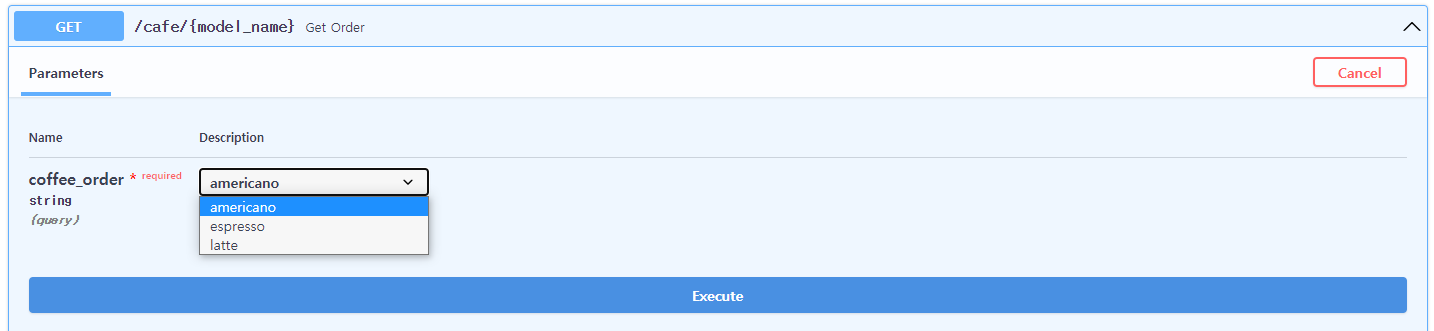 GET /cafe/{model_name} Get Order
Parameters Cancel
Name Description
coffee_order * required americano
string americano
(query) espresso
latte
Execute